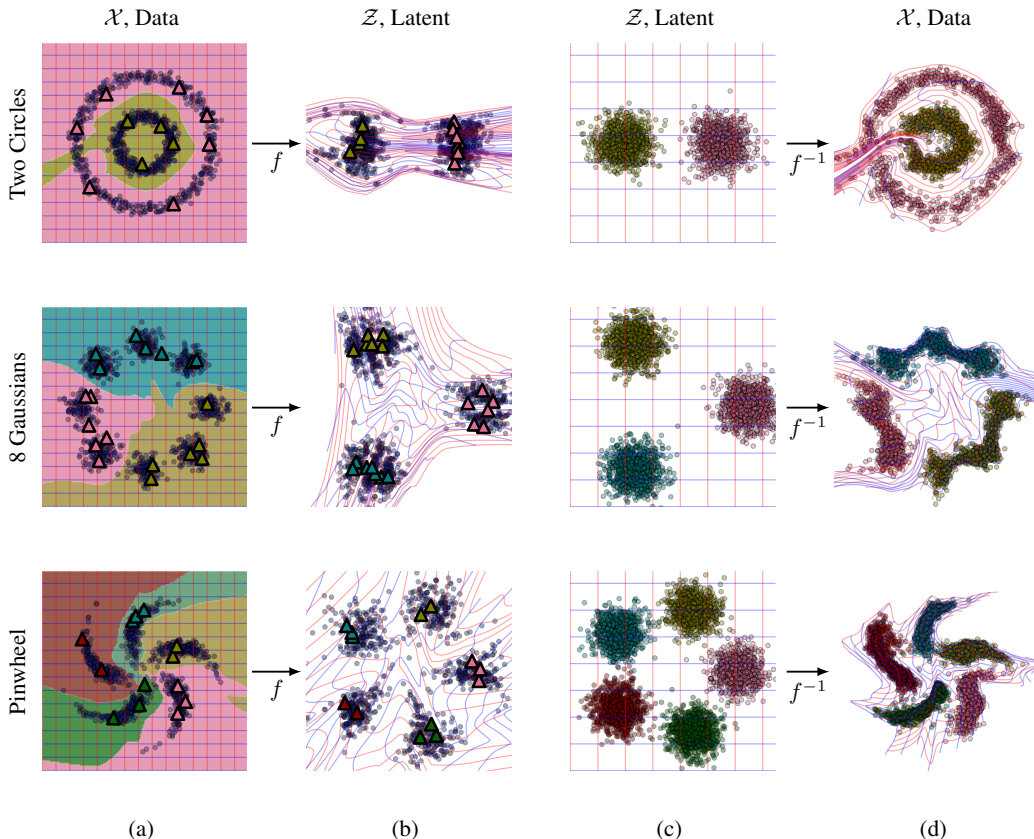 𝒳, Data
𝒵, Latent
𝒵, Latent
𝒳, Data
Two Circles
f
f⁻¹
8 Gaussians
f
f⁻¹
Pinwheel
f
f⁻¹
(a)
(b)
(c)
(d)